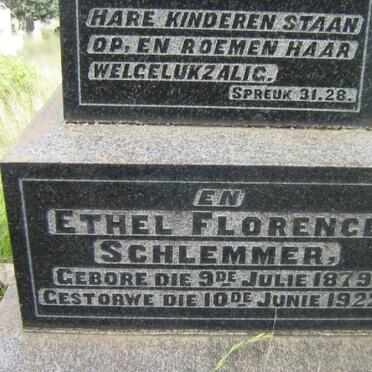 HARE KINDEREN STAAN
OP, EN ROEMEN HAAR
WELGELUKZALIG.
SPREUK 31.28.
EN
ETHEL FLORENCE
SCHLEMMER,
GEBORE DIE 9DE JULIE 1879
GESTORWE DIE 10DE JUNIE